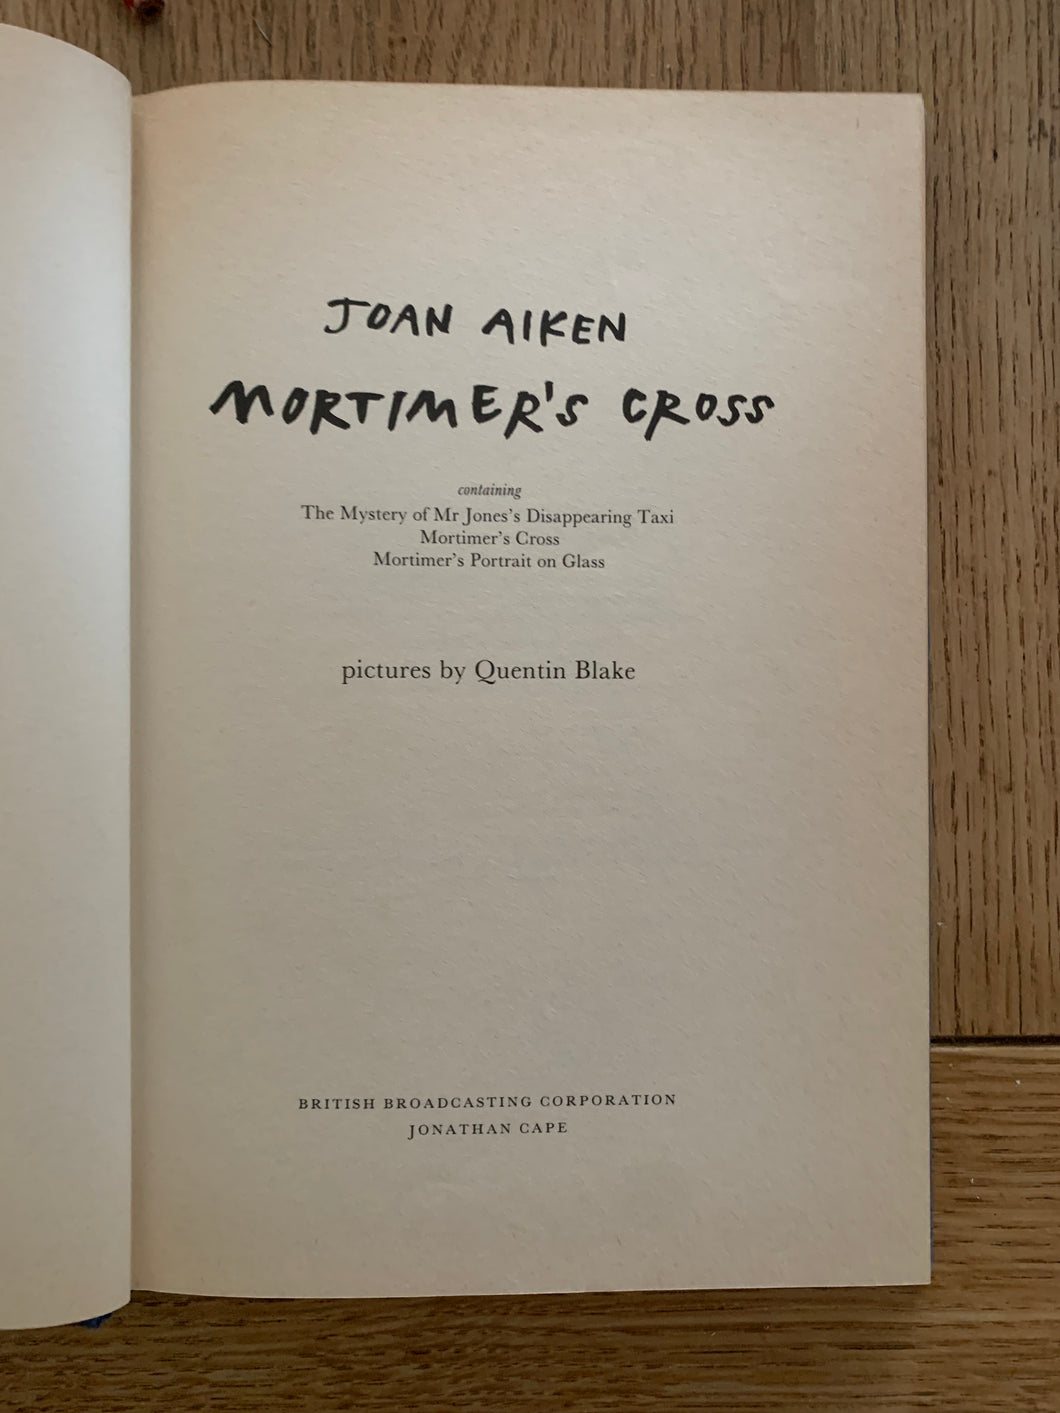 JOAN AIKEN
MORTIMER'S CROSS
containing
The Mystery of Mr Jones's Disappearing Taxi
Mortimer's Cross
Mortimer's Portrait on Glass
pictures by Quentin Blake
BRITISH BROADCASTING CORPORATION
JONATHAN CAPE